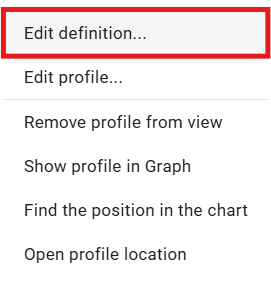 Edit definition...
Edit profile...
Remove profile from view
Show profile in Graph
Find the position in the chart
Open profile location